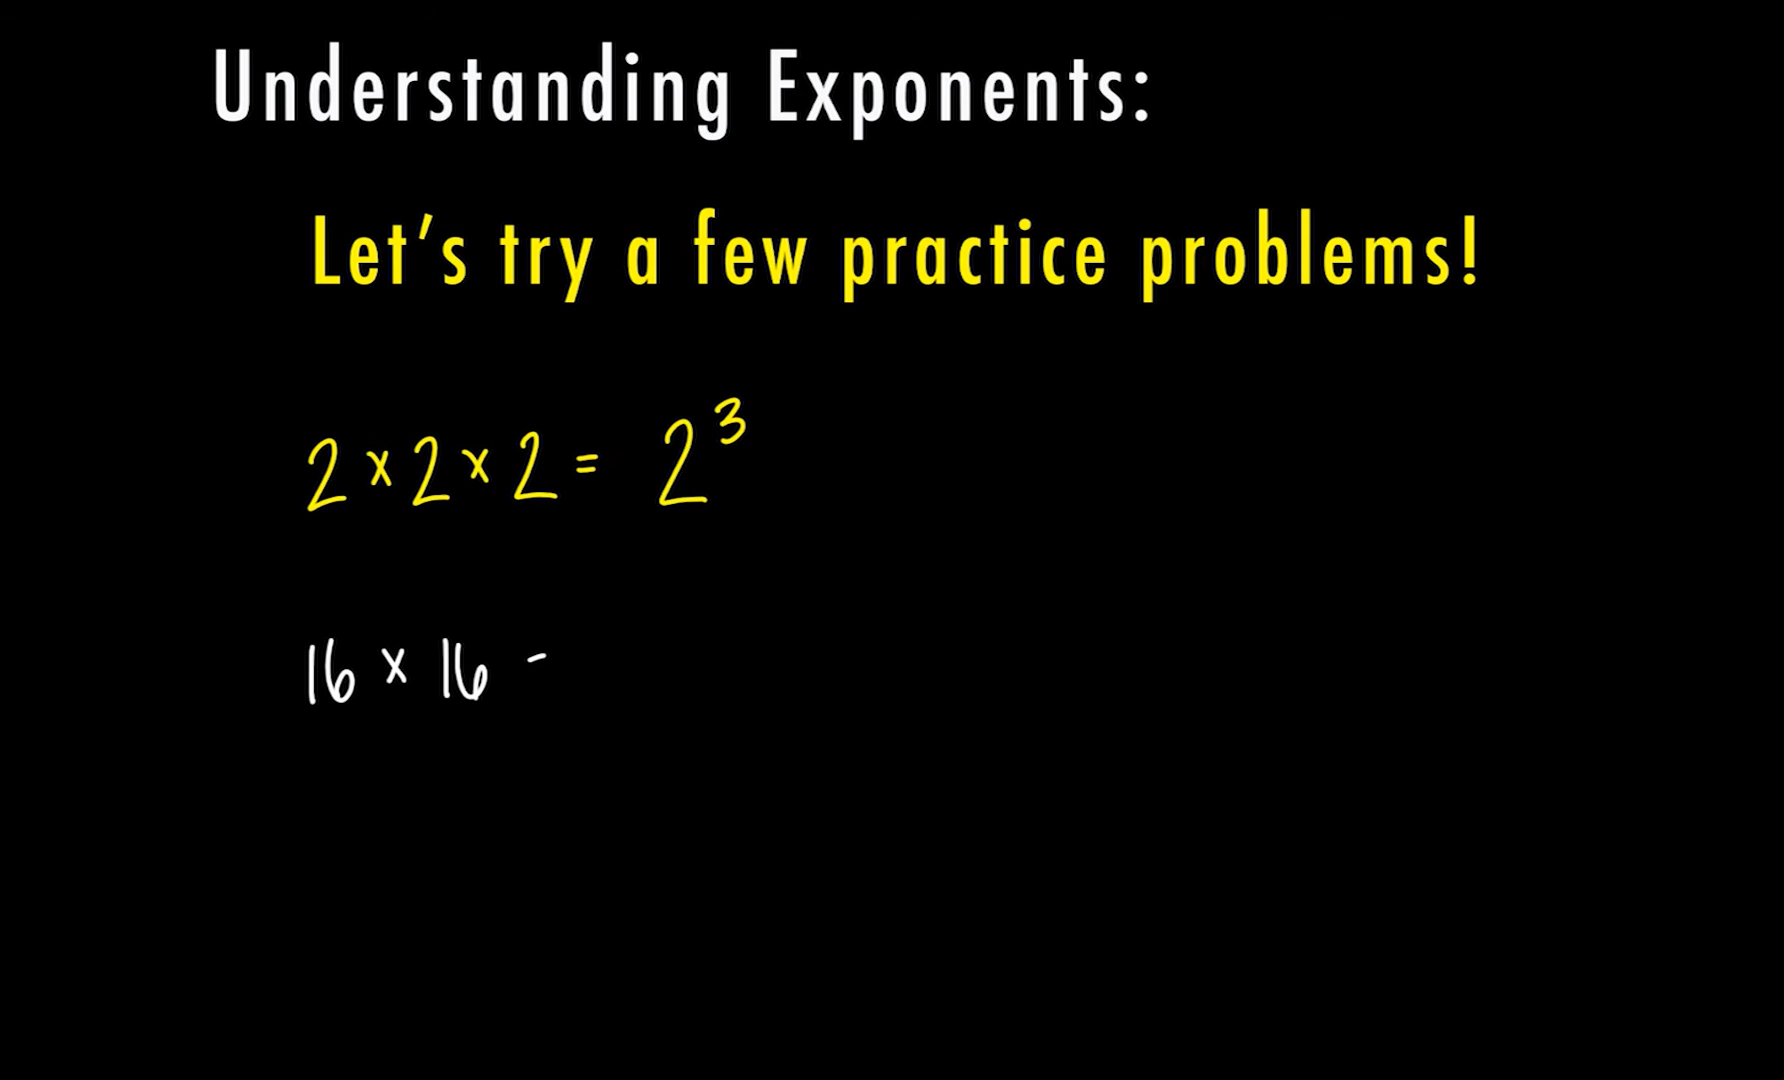 Understanding Exponents:
Let's try a few practice problems!
2 × 2 × 2 = 2³
16 × 16 -